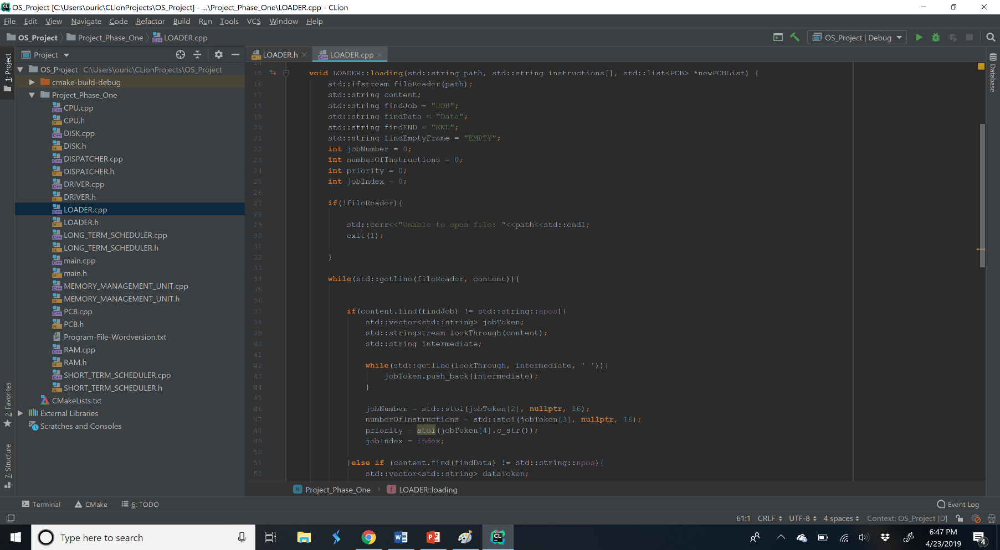 OS_Project [C:\Users\ouric\CLionProjects\OS_Project] - ...\Project_Phase_One\LOADER.cpp - CLion
File Edit View Navigate Code Refactor Build Run Tools VCS Window Help
OS_Project Project_Phase_One LOADER.cpp OS_Project | Debug
1: Project
Project
OS_Project C:\Users\ouric\CLionProjects\OS_Project
cmake-build-debug
Project_Phase_One
CPU.cpp
CPU.h
DISK.cpp
DISK.h
DISPATCHER.cpp
DISPATCHER.h
DRIVER.cpp
DRIVER.h
LOADER.cpp
LOADER.h
LONG_TERM_SCHEDULER.cpp
LONG_TERM_SCHEDULER.h
main.cpp
main.h
MEMORY_MANAGEMENT_UNIT.cpp
MEMORY_MANAGEMENT_UNIT.h
PCB.cpp
PCB.h
Program-File-Wordversion.txt
RAM.cpp
RAM.h
SHORT_TERM_SCHEDULER.cpp
SHORT_TERM_SCHEDULER.h
CMakeLists.txt
External Libraries
Scratches and Consoles
2: Favorites
7: Structure
LOADER.h LOADER.cpp
14
15 void LOADER::loading(std::string path, std::string instructions[], std::list<PCB> *newPCBList) {
16 std::ifstream fileReader(path);
17 std::string content;
18 std::string findJob = "JOB";
19 std::string findData = "Data";
20 std::string findEND = "END";
21 std::string findEmptyFrame = "EMPTY";
22 int jobNumber = 0;
23 int numberOfInstructions = 0;
24 int priority = 0;
25 int jobIndex = 0;
26
27 if(!fileReader){
28
29 std::cerr<<"Unable to open file: "<<path<<std::endl;
30 exit(1);
31
32 }
33
34 while(std::getline(fileReader, content)){
35
36
37 if(content.find(findJob) != std::string::npos){
38 std::vector<std::string> jobToken;
39 std::stringstream lookThrough(content);
40 std::string intermediate;
41
42 while(std::getline(lookThrough, intermediate, ' ')){
43 jobToken.push_back(intermediate);
44 }
45
46 jobNumber = std::stoi(jobToken[2], nullptr, 16);
47 numberOfInstructions = std::stoi(jobToken[3], nullptr, 16);
48 priority = atoi(jobToken[4].c_str());
49 jobIndex = index;
50
51 }else if (content.find(findData) != std::string::npos){
52 std::vector<std::string> dataToken;
Database
N Project_Phase_One f LOADER::loading
Terminal CMake 6: TODO Event Log
61:1 CRLF UTF-8 4 spaces Context: OS_Project [D]
Type here to search
6:47 PM
4/23/2019
4